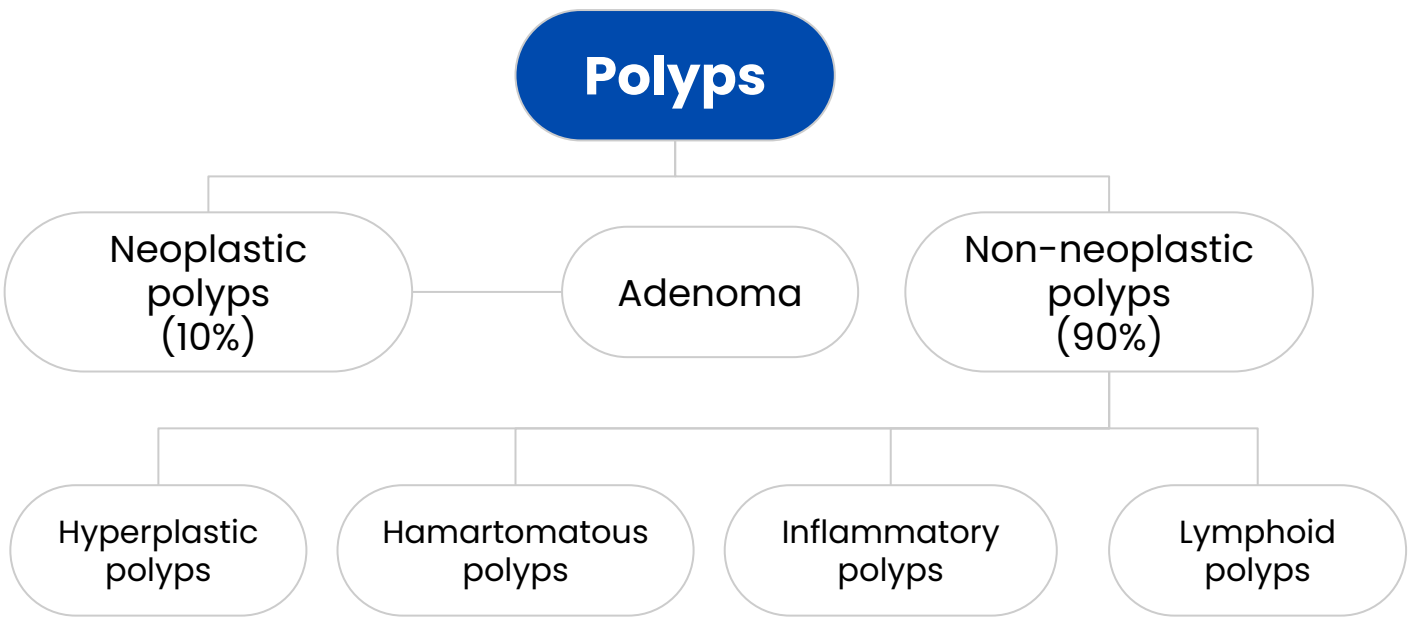 Polyps
Neoplastic
polyps
(10%)
Adenoma
Non-neoplastic
polyps
(90%)
Hyperplastic
polyps
Hamartomatous
polyps
Inflammatory
polyps
Lymphoid
polyps